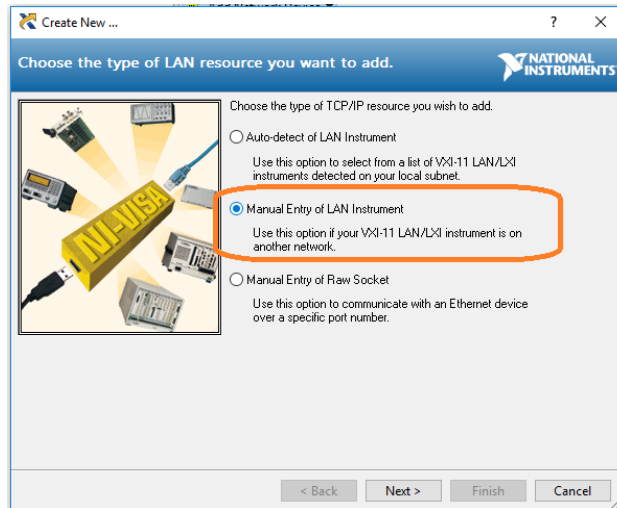 Add Network Device
Create New ...
Choose the type of LAN resource you want to add.
NATIONAL
INSTRUMENTS
Choose the type of TCP/IP resource you wish to add.
Auto-detect of LAN Instrument
Use this option to select from a list of VXI-11 LAN/LXI
instruments detected on your local subnet.
Manual Entry of LAN Instrument
Use this option if your VXI-11 LAN/LXI instrument is on
another network.
Manual Entry of Raw Socket
Use this option to communicate with an Ethernet device
over a specific port number.
NI-VISA
< Back
Next >
Finish
Cancel